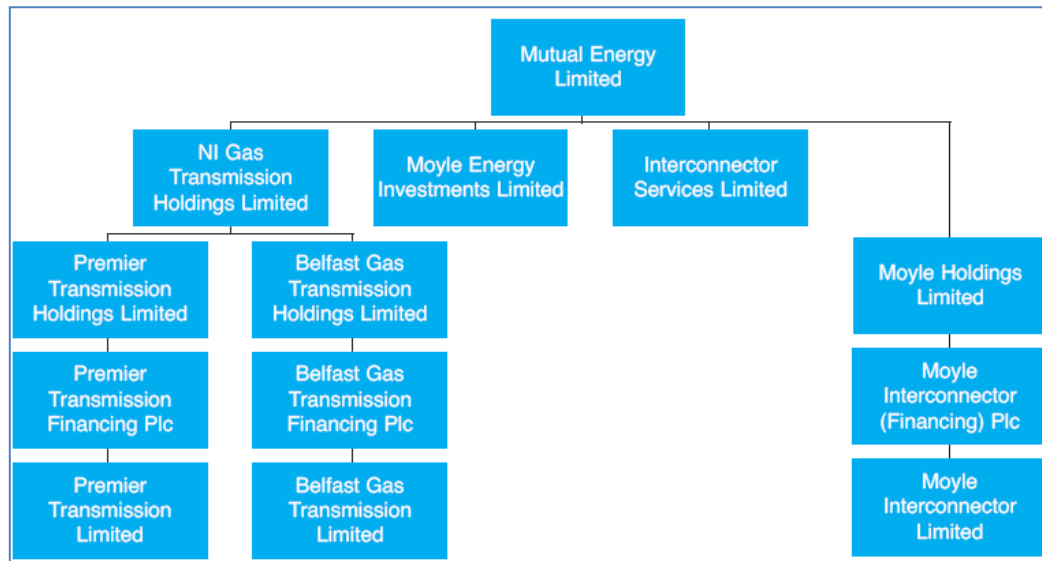 Mutual Energy
Limited
NI Gas
Transmission
Holdings Limited
Moyle Energy
Investments Limited
Interconnector
Services Limited
Premier
Transmission
Holdings Limited
Belfast Gas
Transmission
Holdings Limited
Moyle Holdings
Limited
Premier
Transmission
Financing Plc
Belfast Gas
Transmission
Financing Plc
Moyle
Interconnector
(Financing) Plc
Premier
Transmission
Limited
Belfast Gas
Transmission
Limited
Moyle
Interconnector
Limited